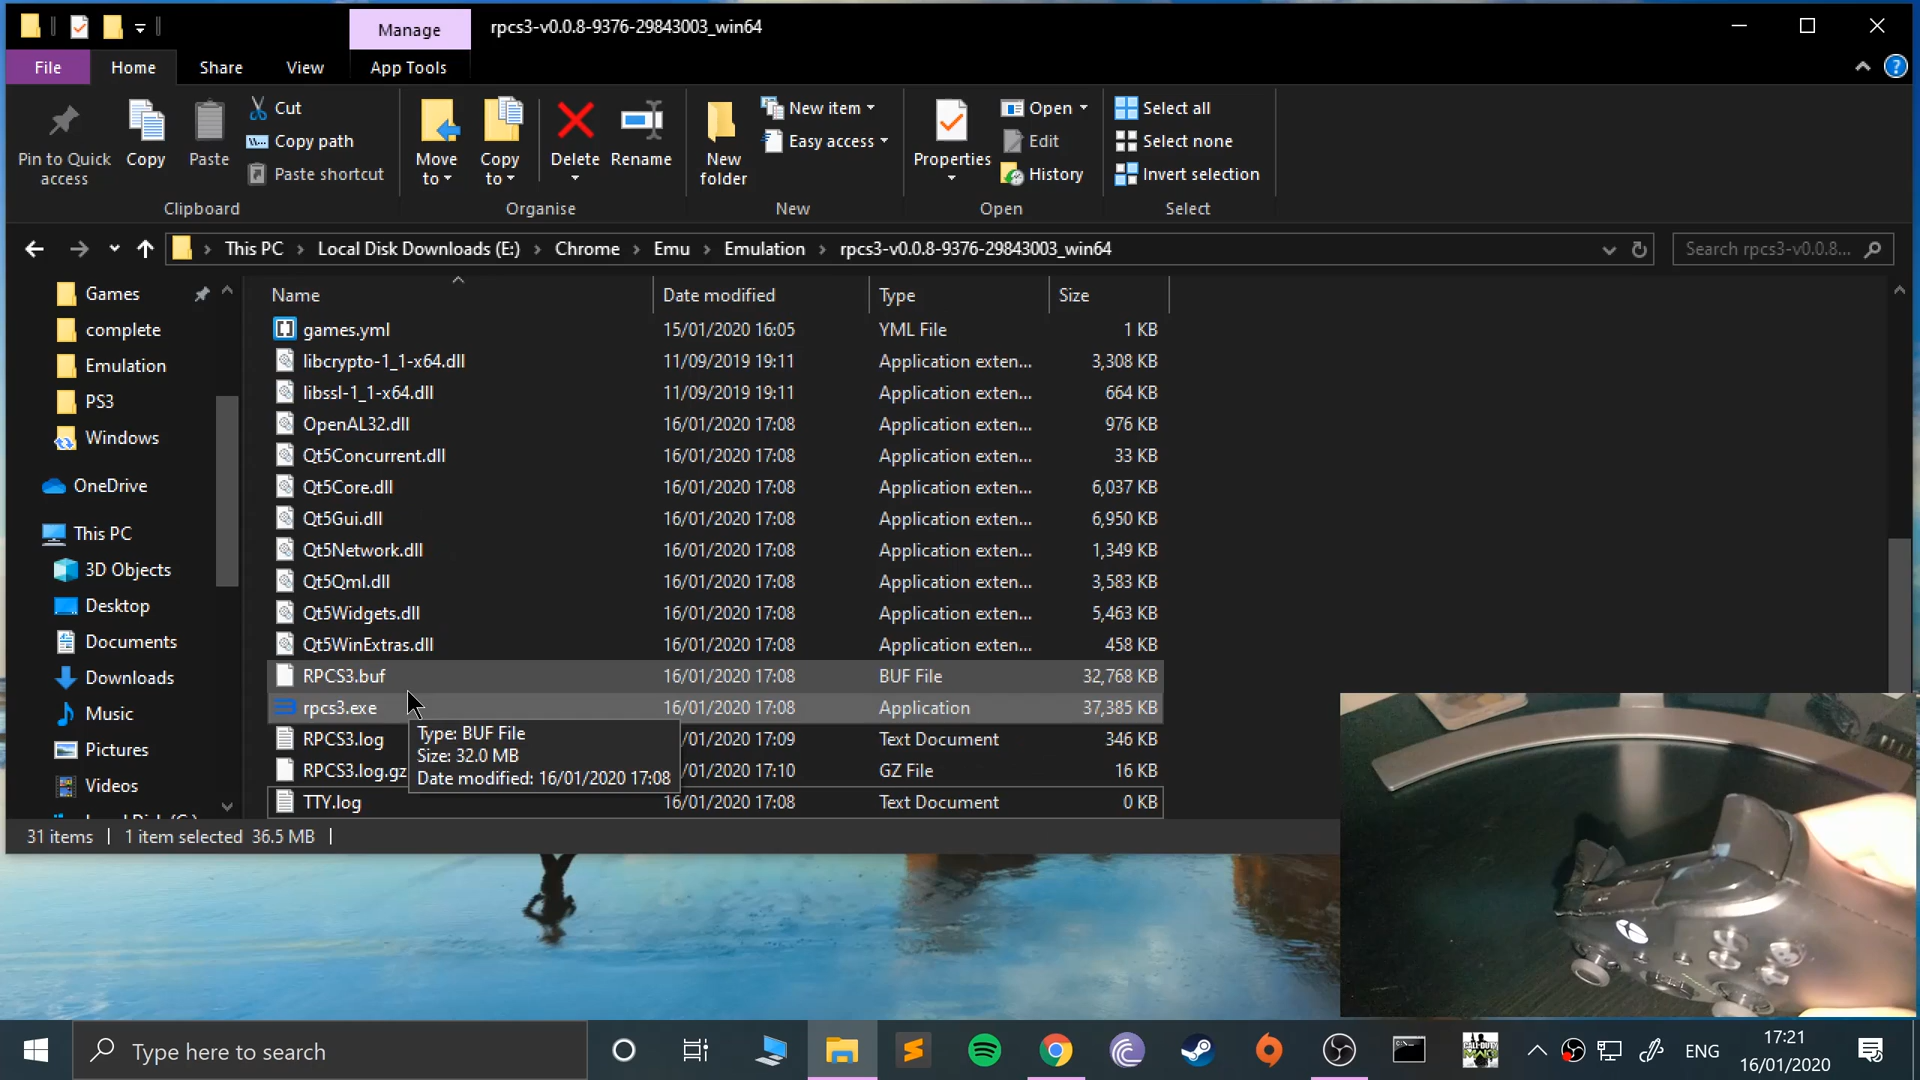 Manage
rpcs3-v0.0.8-9376-29843003_win64
File
Home
Share
View
App Tools
Pin to Quick access
Copy
Paste
Cut
Copy path
Paste shortcut
Move to
Copy to
Delete
Rename
New folder
New item
Easy access
Properties
Open
Edit
History
Select all
Select none
Invert selection
Clipboard
Organise
New
Open
Select
This PC
Local Disk Downloads (E:)
Chrome
Emu
Emulation
rpcs3-v0.0.8-9376-29843003_win64
Search rpcs3-v0.0.8...
Games
complete
Emulation
PS3
Windows
OneDrive
This PC
3D Objects
Desktop
Documents
Downloads
Music
Pictures
Videos
Name Date modified Type Size
games.yml 15/01/2020 16:05 YML File 1 KB
libcrypto-1_1-x64.dll 11/09/2019 19:11 Application exten... 3,308 KB
libssl-1_1-x64.dll 11/09/2019 19:11 Application exten... 664 KB
OpenAL32.dll 16/01/2020 17:08 Application exten... 976 KB
Qt5Concurrent.dll 16/01/2020 17:08 Application exten... 33 KB
Qt5Core.dll 16/01/2020 17:08 Application exten... 6,037 KB
Qt5Gui.dll 16/01/2020 17:08 Application exten... 6,950 KB
Qt5Network.dll 16/01/2020 17:08 Application exten... 1,349 KB
Qt5Qml.dll 16/01/2020 17:08 Application exten... 3,583 KB
Qt5Widgets.dll 16/01/2020 17:08 Application exten... 5,463 KB
Qt5WinExtras.dll 16/01/2020 17:08 Application exten... 458 KB
RPCS3.buf 16/01/2020 17:08 BUF File 32,768 KB
rpcs3.exe 16/01/2020 17:08 Application 37,385 KB
RPCS3.log /01/2020 17:09 Text Document 346 KB
RPCS3.log.gz /01/2020 17:10 GZ File 16 KB
TTY.log 16/01/2020 17:08 Text Document 0 KB
Type: BUF File
Size: 32.0 MB
Date modified: 16/01/2020 17:08
31 items
1 item selected 36.5 MB
Type here to search
ENG
17:21
16/01/2020